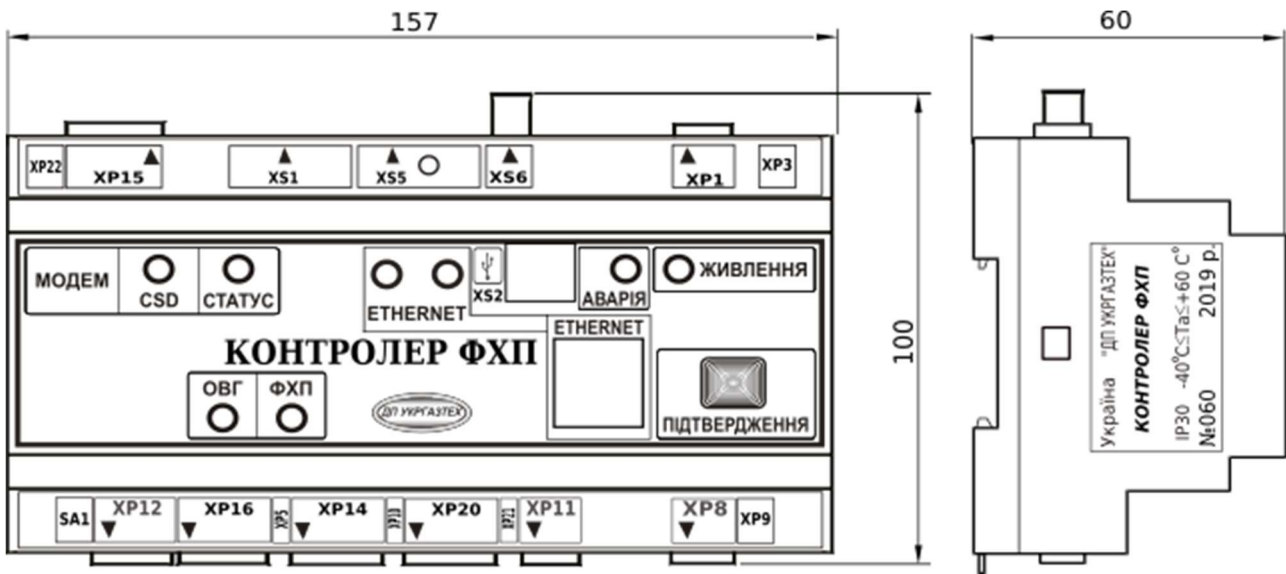 157
60
100
XP22
XP15
XS1
XS5
XS6
XP1
XP3
МОДЕМ
CSD
СТАТУС
ETHERNET
XS2
АВАРІЯ
ЖИВЛЕННЯ
ETHERNET
КОНТРОЛЕР ФХП
ОВГ
ФХП
ДП УКРГАЗТЕХ
ПІДТВЕРДЖЕННЯ
SA1
XP12
XP16
XP5
XP14
XP10
XP20
XP21
XP11
XP8
XP9
Україна "ДП УКРГАЗТЕХ"
КОНТРОЛЕР ФХП
IP30 -40°C≤Ta≤+60 C°
№060 2019 р.